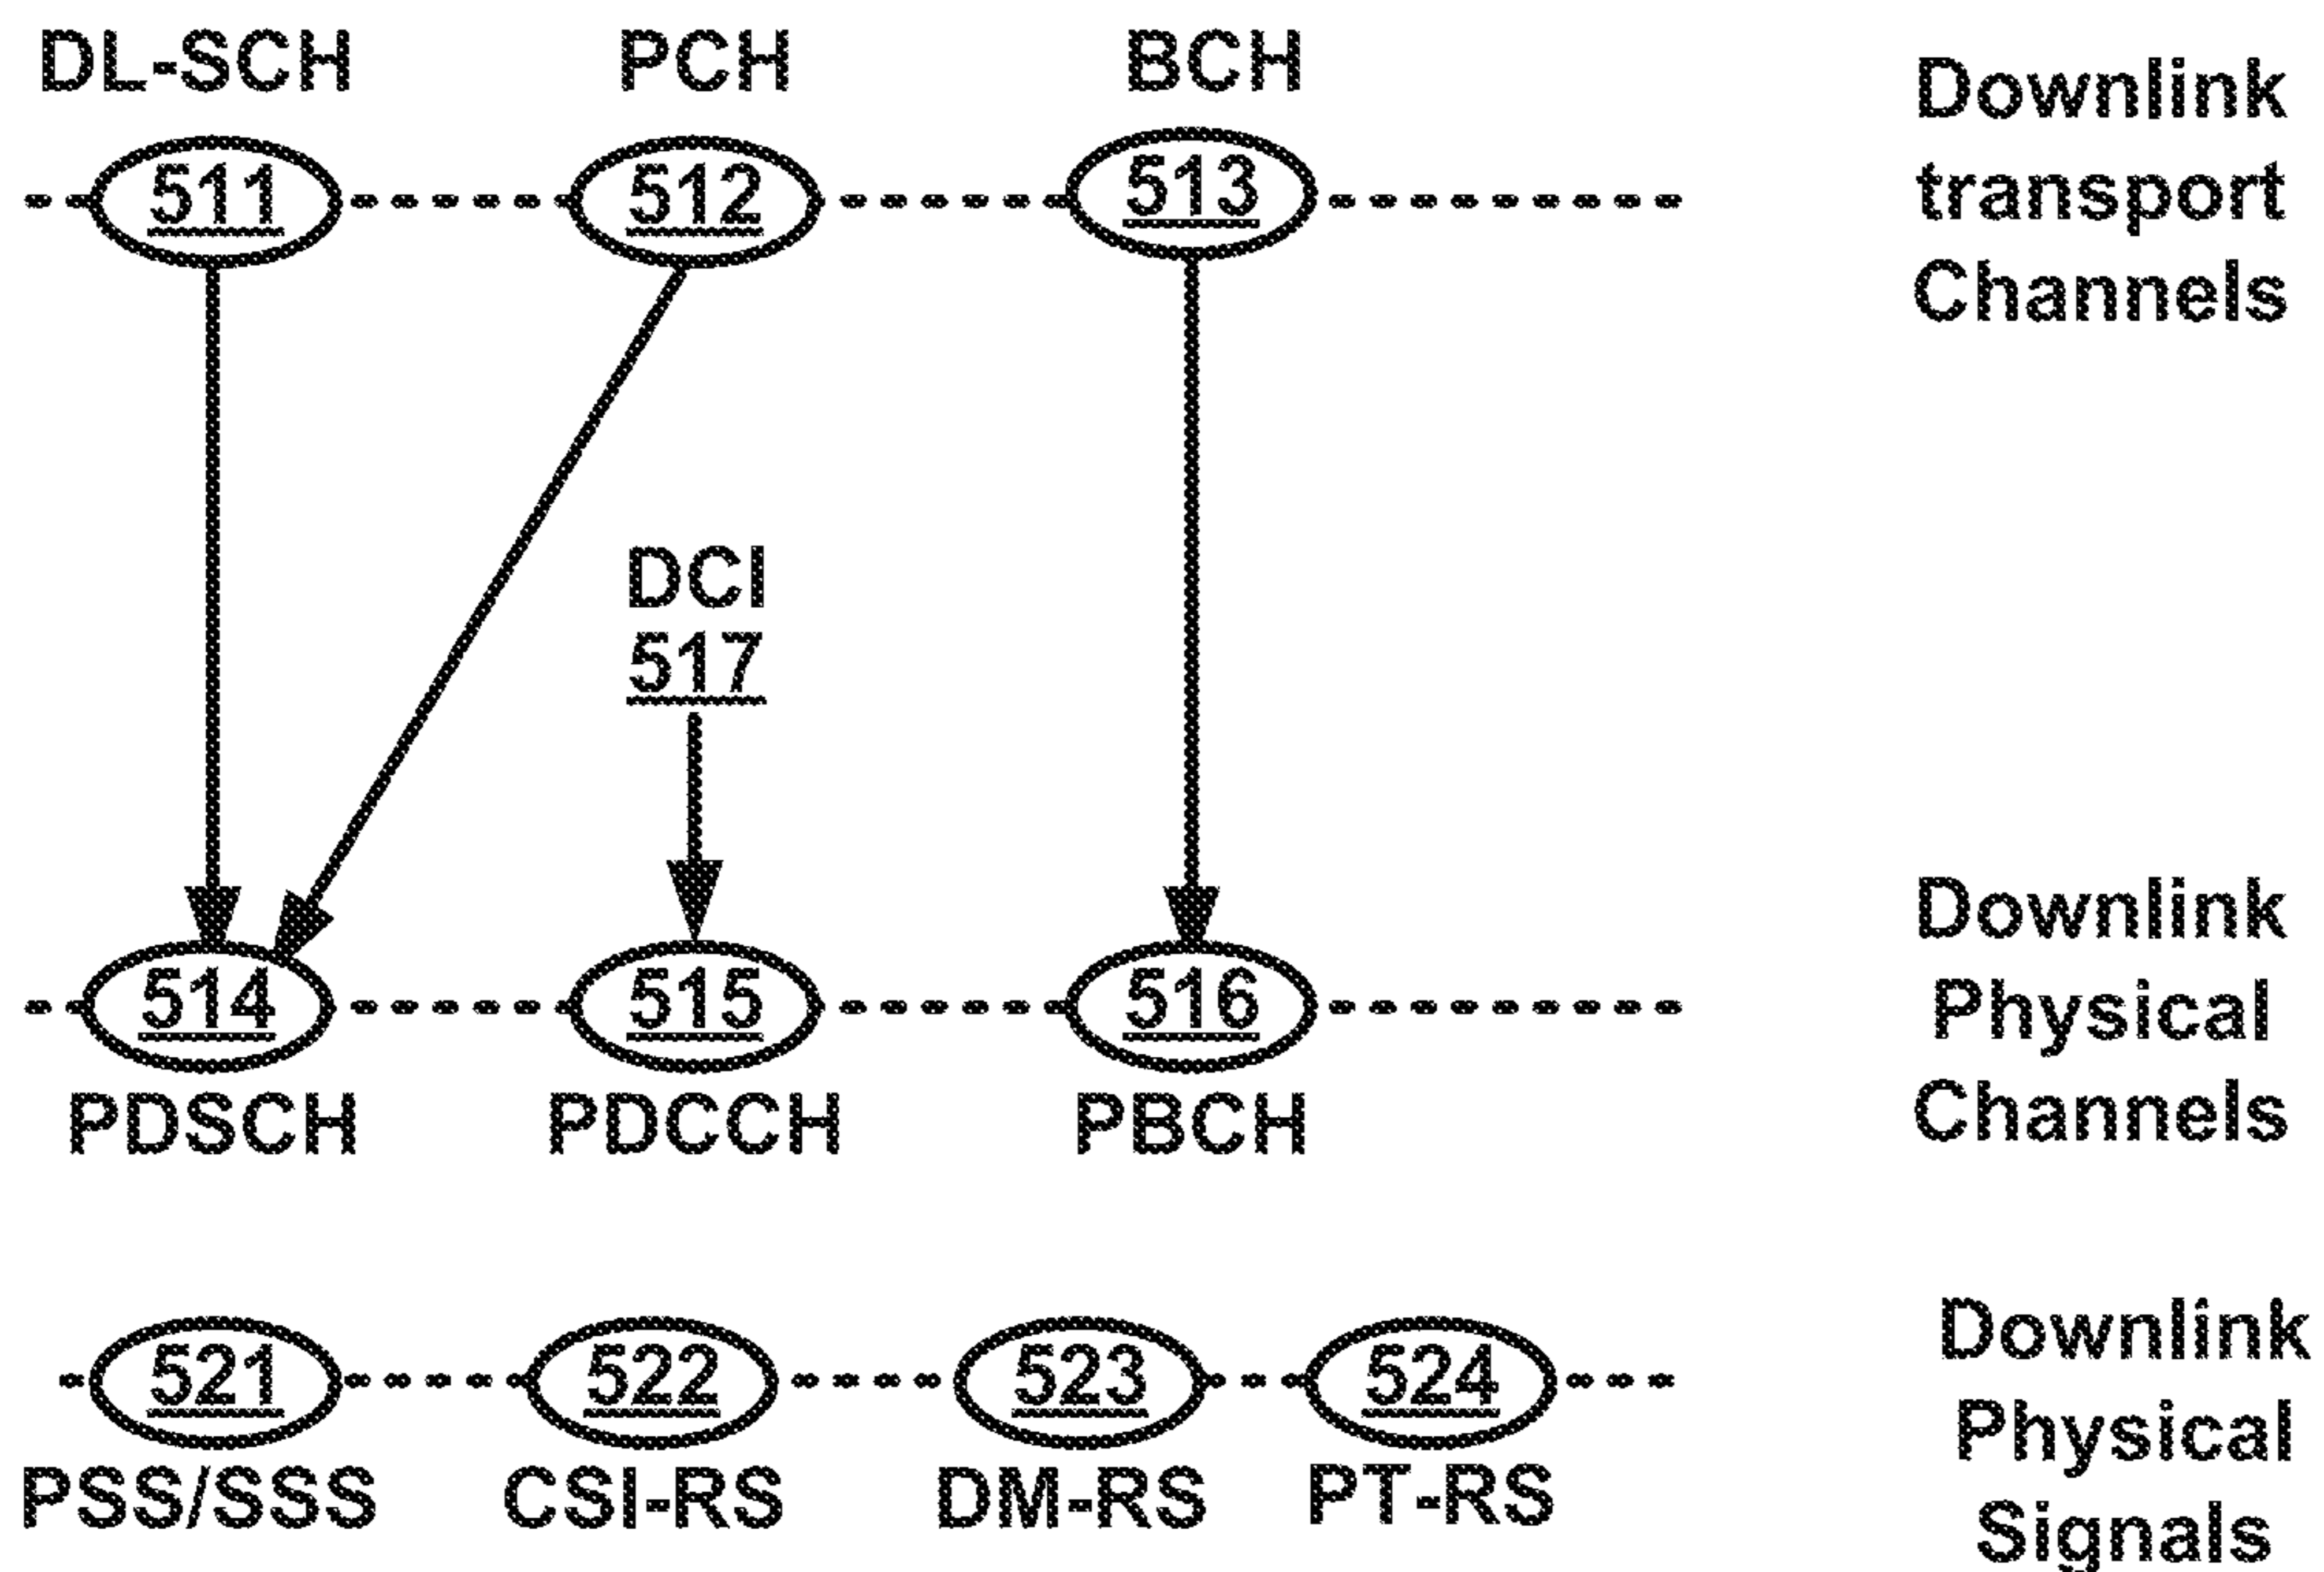 DL-SCH PCH BCH
511 512 513
Downlink
transport
Channels
DCI
517
514 515 516
PDSCH PDCCH PBCH
Downlink
Physical
Channels
521 522 523 524
PSS/SSS CSI-RS DM-RS PT-RS
Downlink
Physical
Signals